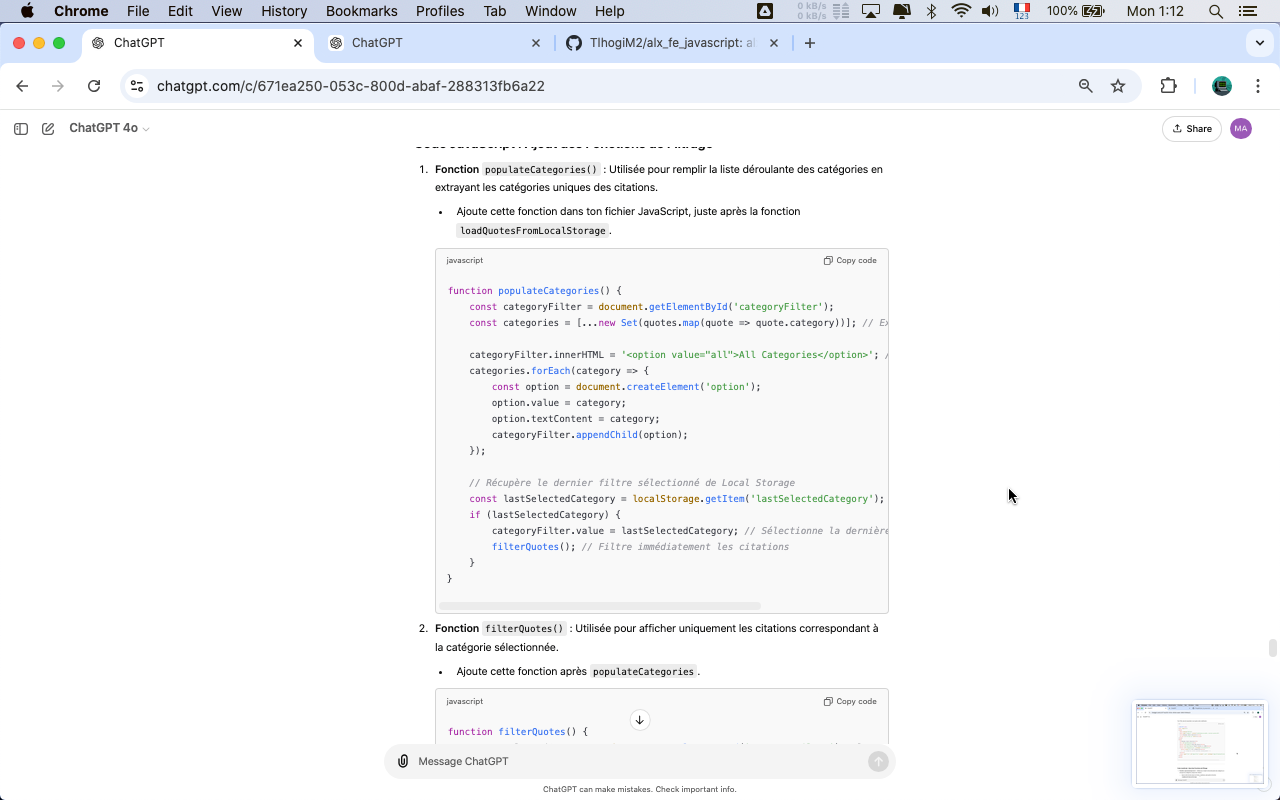 Chrome File Edit View History Bookmarks Profiles Tab Window Help 0 kB/s 0 kB/s 123 100% Mon 1:12
ChatGPT ChatGPT TlhogiM2/alx_fe_javascript: al
chatgpt.com/c/671ea250-053c-800d-abaf-288313fb6a22
ChatGPT 4o Share MA
1. Fonction populateCategories() : Utilisée pour remplir la liste déroulante des catégories en
extrayant les catégories uniques des citations.
• Ajoute cette fonction dans ton fichier JavaScript, juste après la fonction
loadQuotesFromLocalStorage.
javascript Copy code
function populateCategories() {
const categoryFilter = document.getElementById('categoryFilter');
const categories = [...new Set(quotes.map(quote => quote.category))]; // Ex
categoryFilter.innerHTML = '<option value="all">All Categories</option>'; /
categories.forEach(category => {
const option = document.createElement('option');
option.value = category;
option.textContent = category;
categoryFilter.appendChild(option);
});
// Récupère le dernier filtre sélectionné de Local Storage
const lastSelectedCategory = localStorage.getItem('lastSelectedCategory');
if (lastSelectedCategory) {
categoryFilter.value = lastSelectedCategory; // Sélectionne la dernière
filterQuotes(); // Filtre immédiatement les citations
}
}
2. Fonction filterQuotes() : Utilisée pour afficher uniquement les citations correspondant à
la catégorie sélectionnée.
• Ajoute cette fonction après populateCategories.
javascript Copy code
function filterQuotes() {
Message ChatGPT
ChatGPT can make mistakes. Check important info.